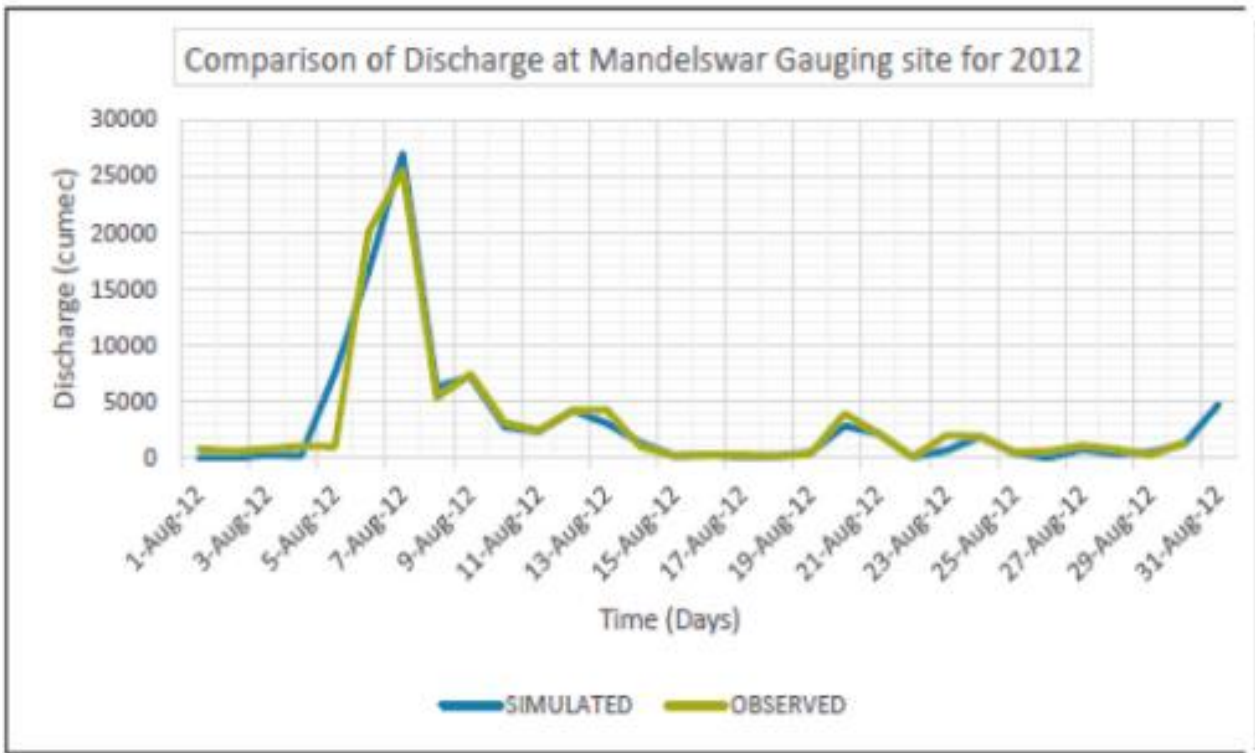 Comparison of Discharge at Mandelswar Gauging site for 2012
Discharge (cumec)
30000
25000
20000
15000
10000
5000
0
1-Aug-12
3-Aug-12
5-Aug-12
7-Aug-12
9-Aug-12
11-Aug-12
13-Aug-12
15-Aug-12
17-Aug-12
19-Aug-12
21-Aug-12
23-Aug-12
25-Aug-12
27-Aug-12
29-Aug-12
31-Aug-12
Time (Days)
SIMULATED OBSERVED